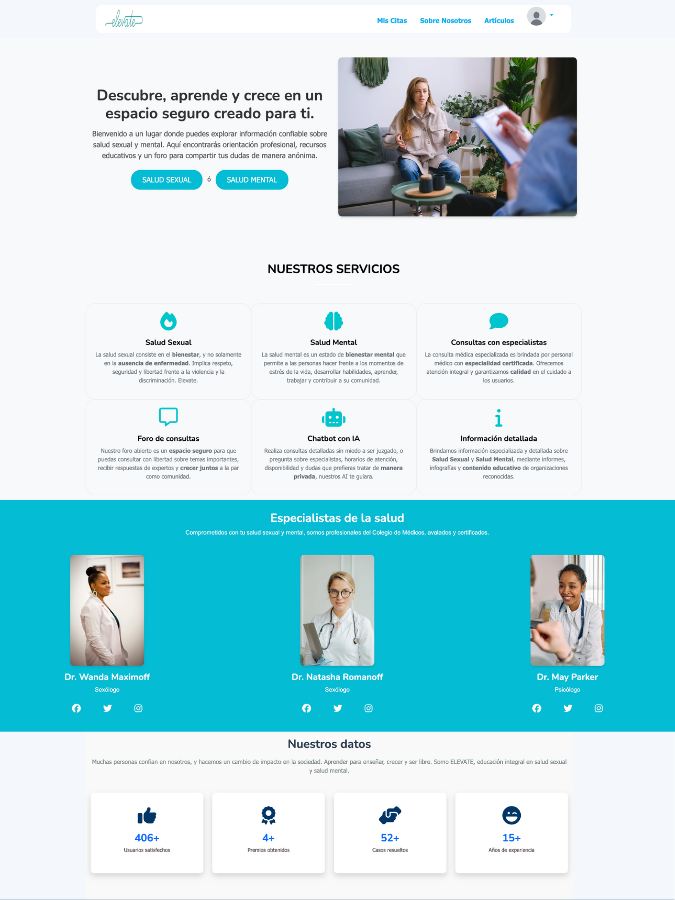 elevate
Mis Citas Sobre Nosotros Artículos
Descubre, aprende y crece en un
espacio seguro creado para ti.
Bienvenido a un lugar donde puedes explorar información confiable sobre
salud sexual y mental. Aquí encontrarás orientación profesional, recursos
educativos y un foro para compartir tus dudas de manera anónima.
SALUD SEXUAL ó SALUD MENTAL
NUESTROS SERVICIOS
Salud Sexual
La salud sexual consiste en el bienestar, y no solamente
en la ausencia de enfermedad. Implica respeto,
seguridad y libertad frente a la violencia y la
discriminación. Elevate.
Salud Mental
La salud mental es un estado de bienestar mental que
permite a las personas hacer frente a los momentos de
estrés de la vida, desarrollar habilidades, aprender,
trabajar y contribuir a su comunidad.
Consultas con especialistas
La consulta médica especializada es brindada por personal
médico con especialidad certificada. Ofrecemos
atención integral y garantizamos calidad en el cuidado a
los usuarios.
Foro de consultas
Nuestro foro abierto es un espacio seguro para que
puedas consultar con libertad sobre temas importantes,
recibir respuestas de expertos y crecer juntos a la par
como comunidad.
Chatbot con IA
Realiza consultas detalladas sin miedo a ser juzgado, or
pregunta sobre especialistas, horarios de atención,
disponibilidad y dudas que prefieras tratar de manera
privada, nuestros AI te guiara.
Información detallada
Brindamos información especializada y detallada sobre
Salud Sexual y Salud Mental, mediante informes,
infografías y contenido educativo de organizaciones
reconocidas.
Especialistas de la salud
Comprometidos con tu salud sexual y mental, somos profesionales del Colegio de Médicos, avalados y certificados.
Dr. Wanda Maximoff
Sexólogo
Dr. Natasha Romanoff
Sexólogo
Dr. May Parker
Psicólogo
Nuestros datos
Muchas personas confían en nosotros, y hacemos un cambio de impacto en la sociedad. Aprender para enseñar, crecer y ser libre. Somo ELEVATE, educación integral en salud sexual
y salud mental.
406+
Usuarios satisfechos
4+
Premios obtenidos
52+
Casos resueltos
15+
Años de experiencia